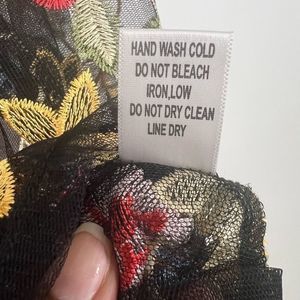 HAND WASH COLD
DO NOT BLEACH
IRON,LOW
DO NOT DRY CLEAN
LINE DRY